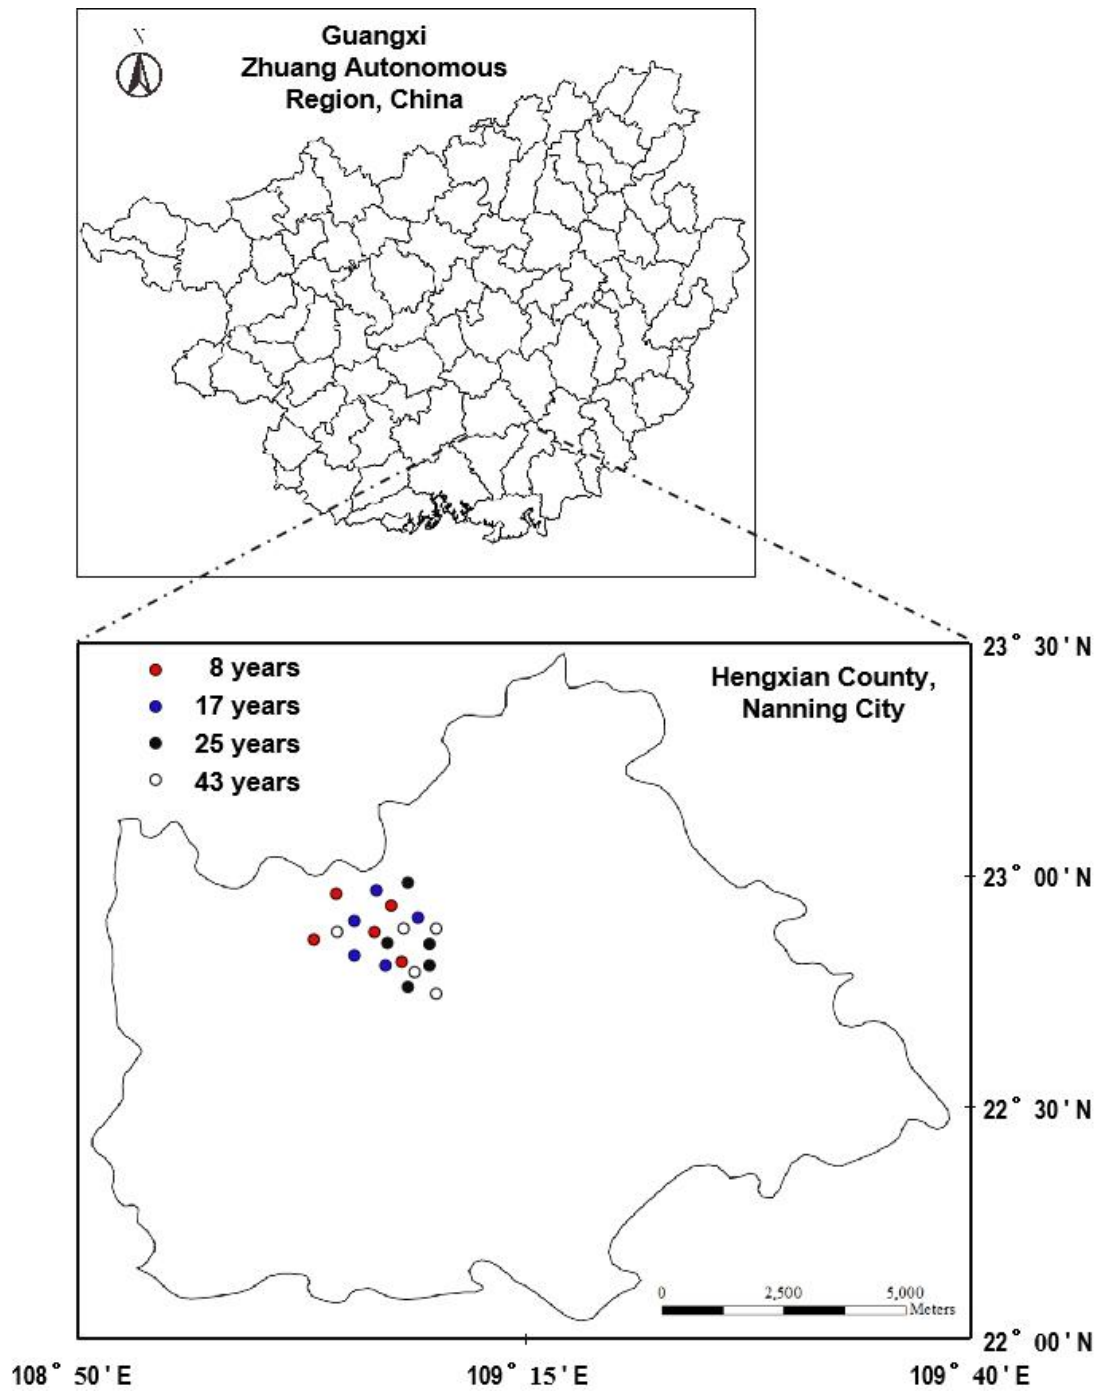 N
Guangxi
Zhuang Autonomous
Region, China
8 years
17 years
25 years
43 years
Hengxian County,
Nanning City
23° 30' N
23° 00' N
22° 30' N
22° 00' N
0 2,500 5,000
Meters
108° 50' E 109° 15' E 109° 40' E